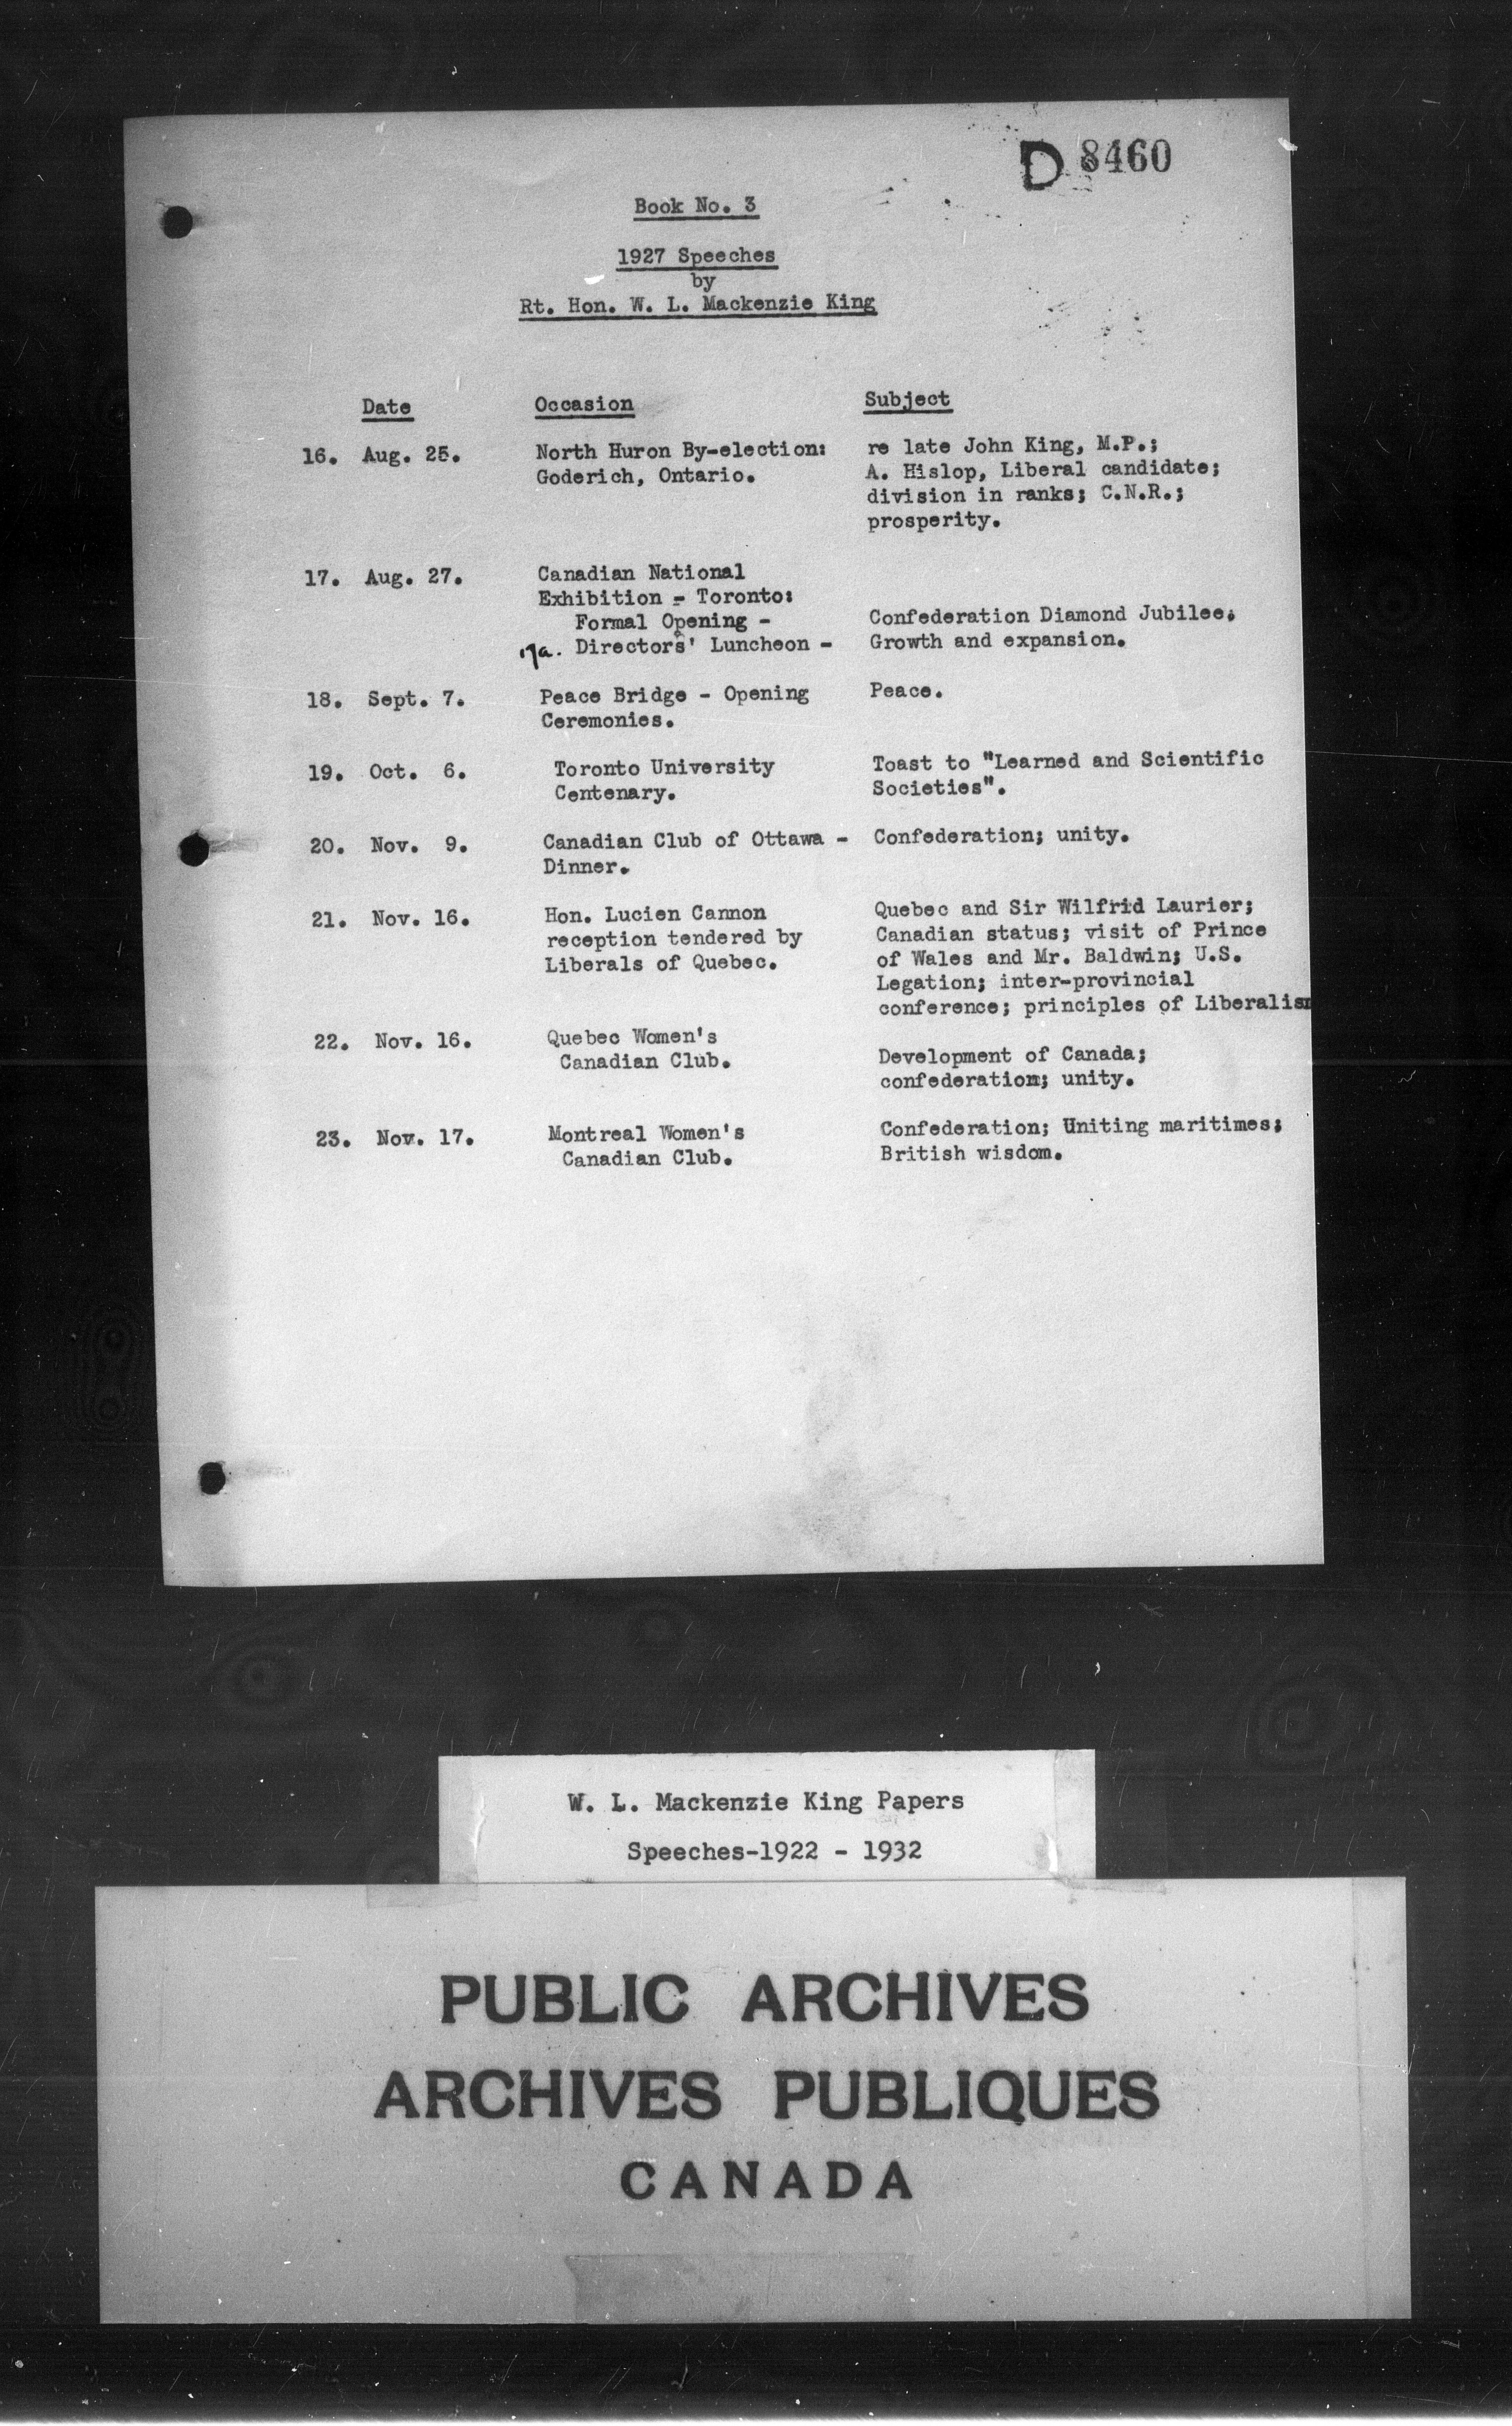 D 8460
Book No. 3
1927 Speeches
by
Rt. Hon. W. L. Mackenzie King
Date Occasion Subject
16. Aug. 25. North Huron By-election: re late John King, M.P.;
Goderich, Ontario. A. Hislop, Liberal candidate;
division in ranks; C.N.R.;
prosperity.
17. Aug. 27. Canadian National
Exhibition - Toronto:
Formal Opening - Confederation Diamond Jubilee.
17a. Directors' Luncheon - Growth and expansion.
18. Sept. 7. Peace Bridge - Opening Peace.
Ceremonies.
19. Oct. 6. Toronto University Toast to "Learned and Scientific
Centenary. Societies".
20. Nov. 9. Canadian Club of Ottawa - Confederation; unity.
Dinner.
21. Nov. 16. Hon. Lucien Cannon Quebec and Sir Wilfrid Laurier;
reception tendered by Canadian status; visit of Prince
Liberals of Quebec. of Wales and Mr. Baldwin; U.S.
Legation; inter-provincial
conference; principles of Liberalism
22. Nov. 16. Quebec Women's
Canadian Club. Development of Canada;
confederation; unity.
23. Nov. 17. Montreal Women's Confederation; Uniting maritimes;
Canadian Club. British wisdom.
W. L. Mackenzie King Papers
Speeches-1922 - 1932
PUBLIC ARCHIVES
ARCHIVES PUBLIQUES
CANADA